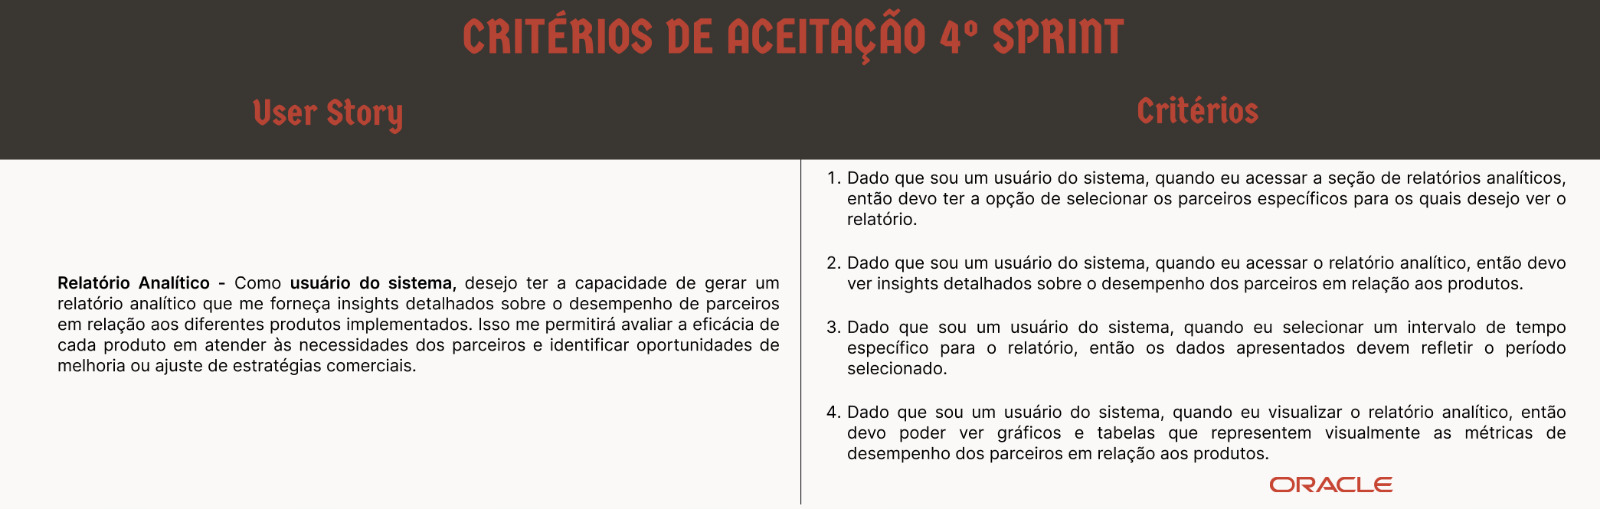 CRITÉRIOS DE ACEITAÇÃO 4º SPRINT
User Story
Critérios
Relatório Analítico - Como usuário do sistema, desejo ter a capacidade de gerar um
relatório analítico que me forneça insights detalhados sobre o desempenho de parceiros
em relação aos diferentes produtos implementados. Isso me permitirá avaliar a eficácia de
cada produto em atender às necessidades dos parceiros e identificar oportunidades de
melhoria ou ajuste de estratégias comerciais.
1. Dado que sou um usuário do sistema, quando eu acessar a seção de relatórios analíticos,
então devo ter a opção de selecionar os parceiros específicos para os quais desejo ver o
relatório.
2. Dado que sou um usuário do sistema, quando eu acessar o relatório analítico, então devo
ver insights detalhados sobre o desempenho dos parceiros em relação aos produtos.
3. Dado que sou um usuário do sistema, quando eu selecionar um intervalo de tempo
específico para o relatório, então os dados apresentados devem refletir o período
selecionado.
4. Dado que sou um usuário do sistema, quando eu visualizar o relatório analítico, então
devo poder ver gráficos e tabelas que representem visualmente as métricas de
desempenho dos parceiros em relação aos produtos.
ORACLE